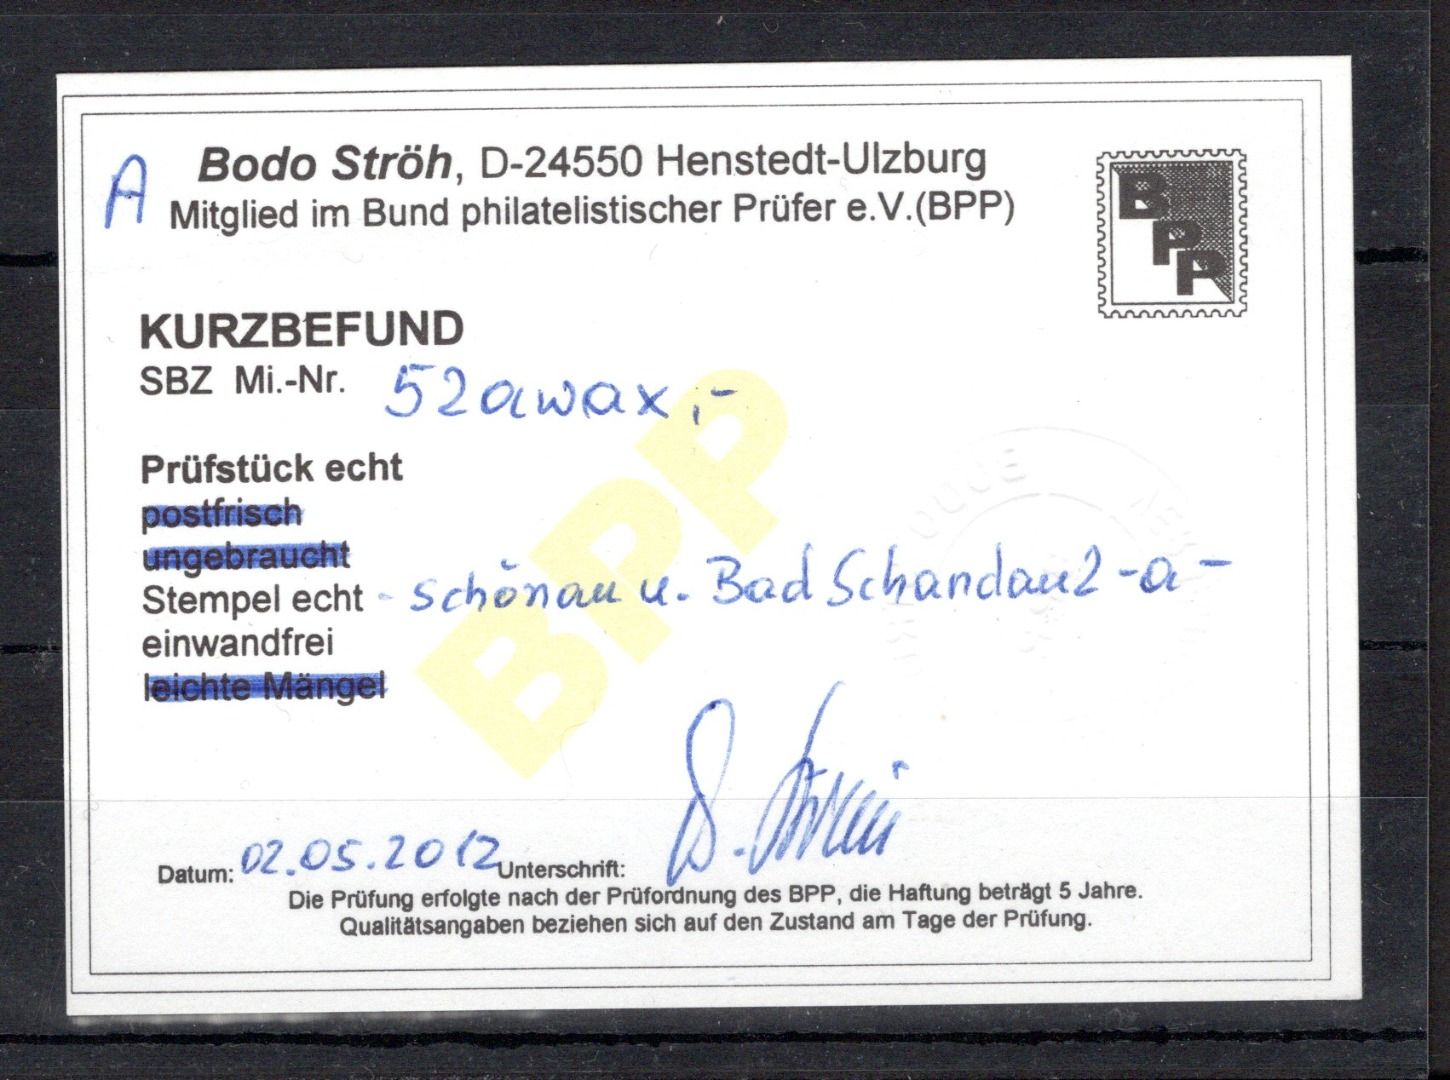 A
Bodo Ströh, D-24550 Henstedt-Ulzburg
Mitglied im Bund philatelistischer Prüfer e.V.(BPP)
BPP
KURZBEFUND
SBZ Mi.-Nr. 52awax,-
Prüfstück echt
postfrisch
ungebraucht
Stempel echt - Schönau u. Bad Schandau2 -a-
einwandfrei
leichte Mängel
BPP
Datum: 02.05.2012 Unterschrift: B. Ströh
Die Prüfung erfolgte nach der Prüfordnung des BPP, die Haftung beträgt 5 Jahre.
Qualitätsangaben beziehen sich auf den Zustand am Tage der Prüfung.